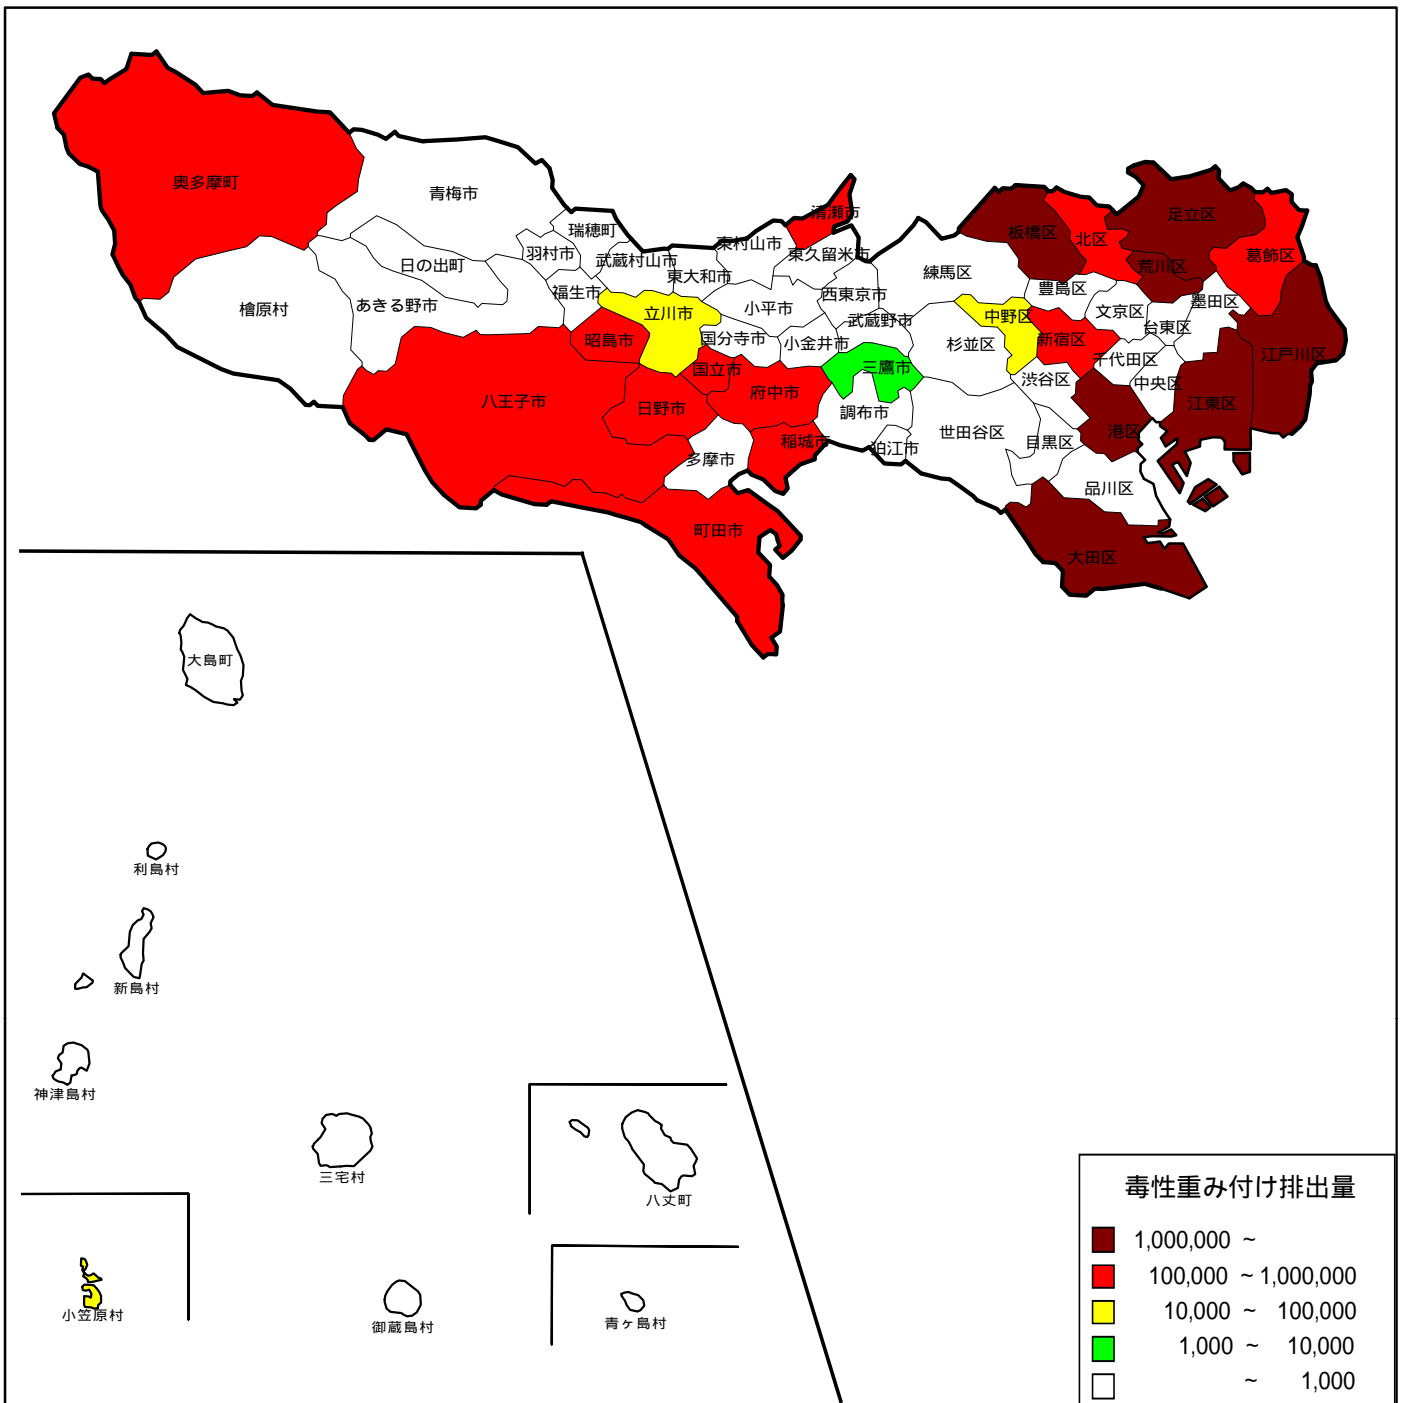 奥多摩町
青梅市
瑞穂町
清瀬市
東村山市
羽村市
日の出町
武蔵村山市
東久留米市
東大和市
福生市
檜原村
あきる野市
立川市
小平市
西東京市
練馬区
板橋区
北区
足立区
荒川区
葛飾区
豊島区
文京区
台東区
墨田区
昭島市
国分寺市
小金井市
武蔵野市
杉並区
中野区
新宿区
千代田区
江戸川区
国立市
三鷹市
渋谷区
中央区
八王子市
日野市
府中市
調布市
世田谷区
目黒区
港区
江東区
多摩市
稲城市
狛江市
品川区
町田市
大田区
大島町
利島村
新島村
神津島村
三宅村
八丈町
小笠原村
御蔵島村
青ヶ島村
毒性重み付け排出量
1,000,000 ~
100,000 ~ 1,000,000
10,000 ~ 100,000
1,000 ~ 10,000
~ 1,000